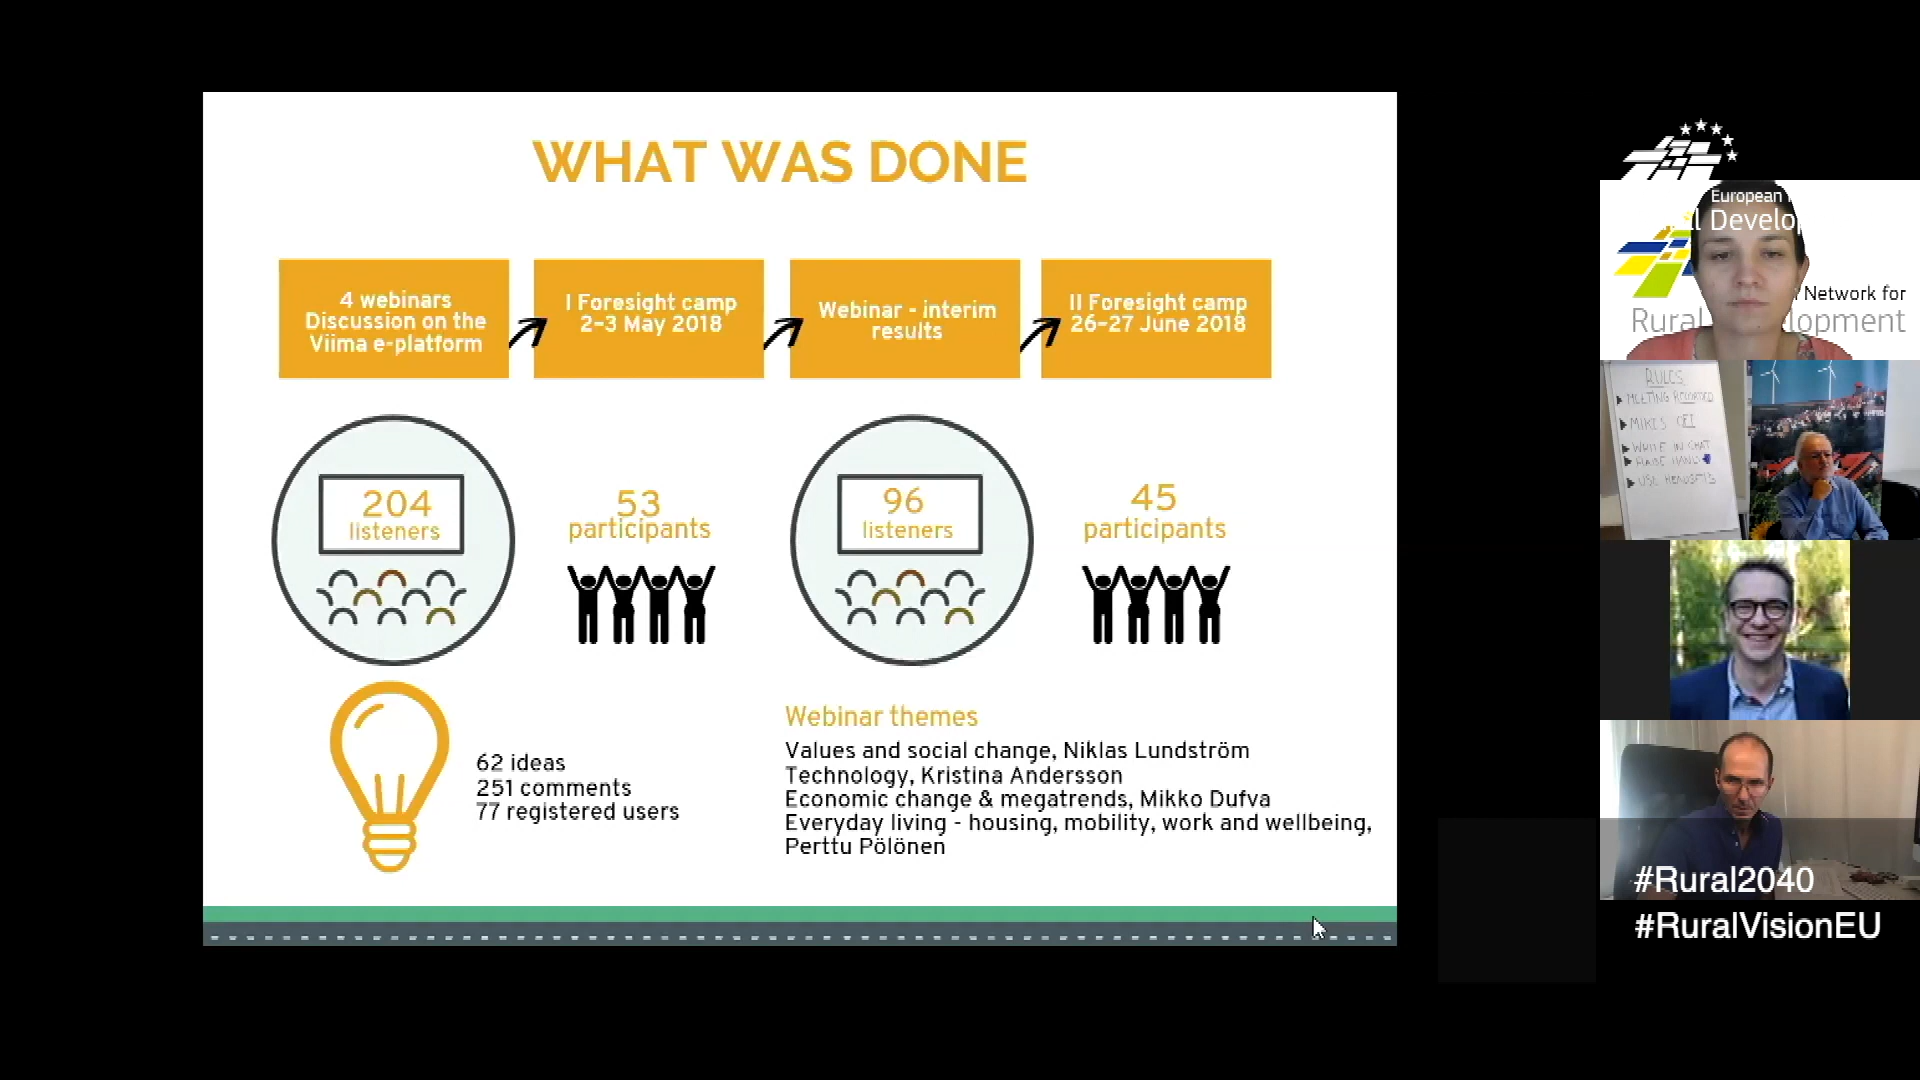 WHAT WAS DONE
4 webinars
Discussion on the
Viima e-platform
I Foresight camp
2-3 May 2018
Webinar - interim
results
II Foresight camp
26-27 June 2018
204
listeners
53
participants
96
listeners
45
participants
62 ideas
251 comments
77 registered users
Webinar themes
Values and social change, Niklas Lundström
Technology, Kristina Andersson
Economic change & megatrends, Mikko Dufva
Everyday living - housing, mobility, work and wellbeing,
Perttu Pölönen
European
Develop
Network for
Rural lopment
RULES
MEETING RECORDED
MIKES OFF
WRITE IN CHAT
RAISE HAND
USE HEADSETS
#Rural2040
#RuralVisionEU